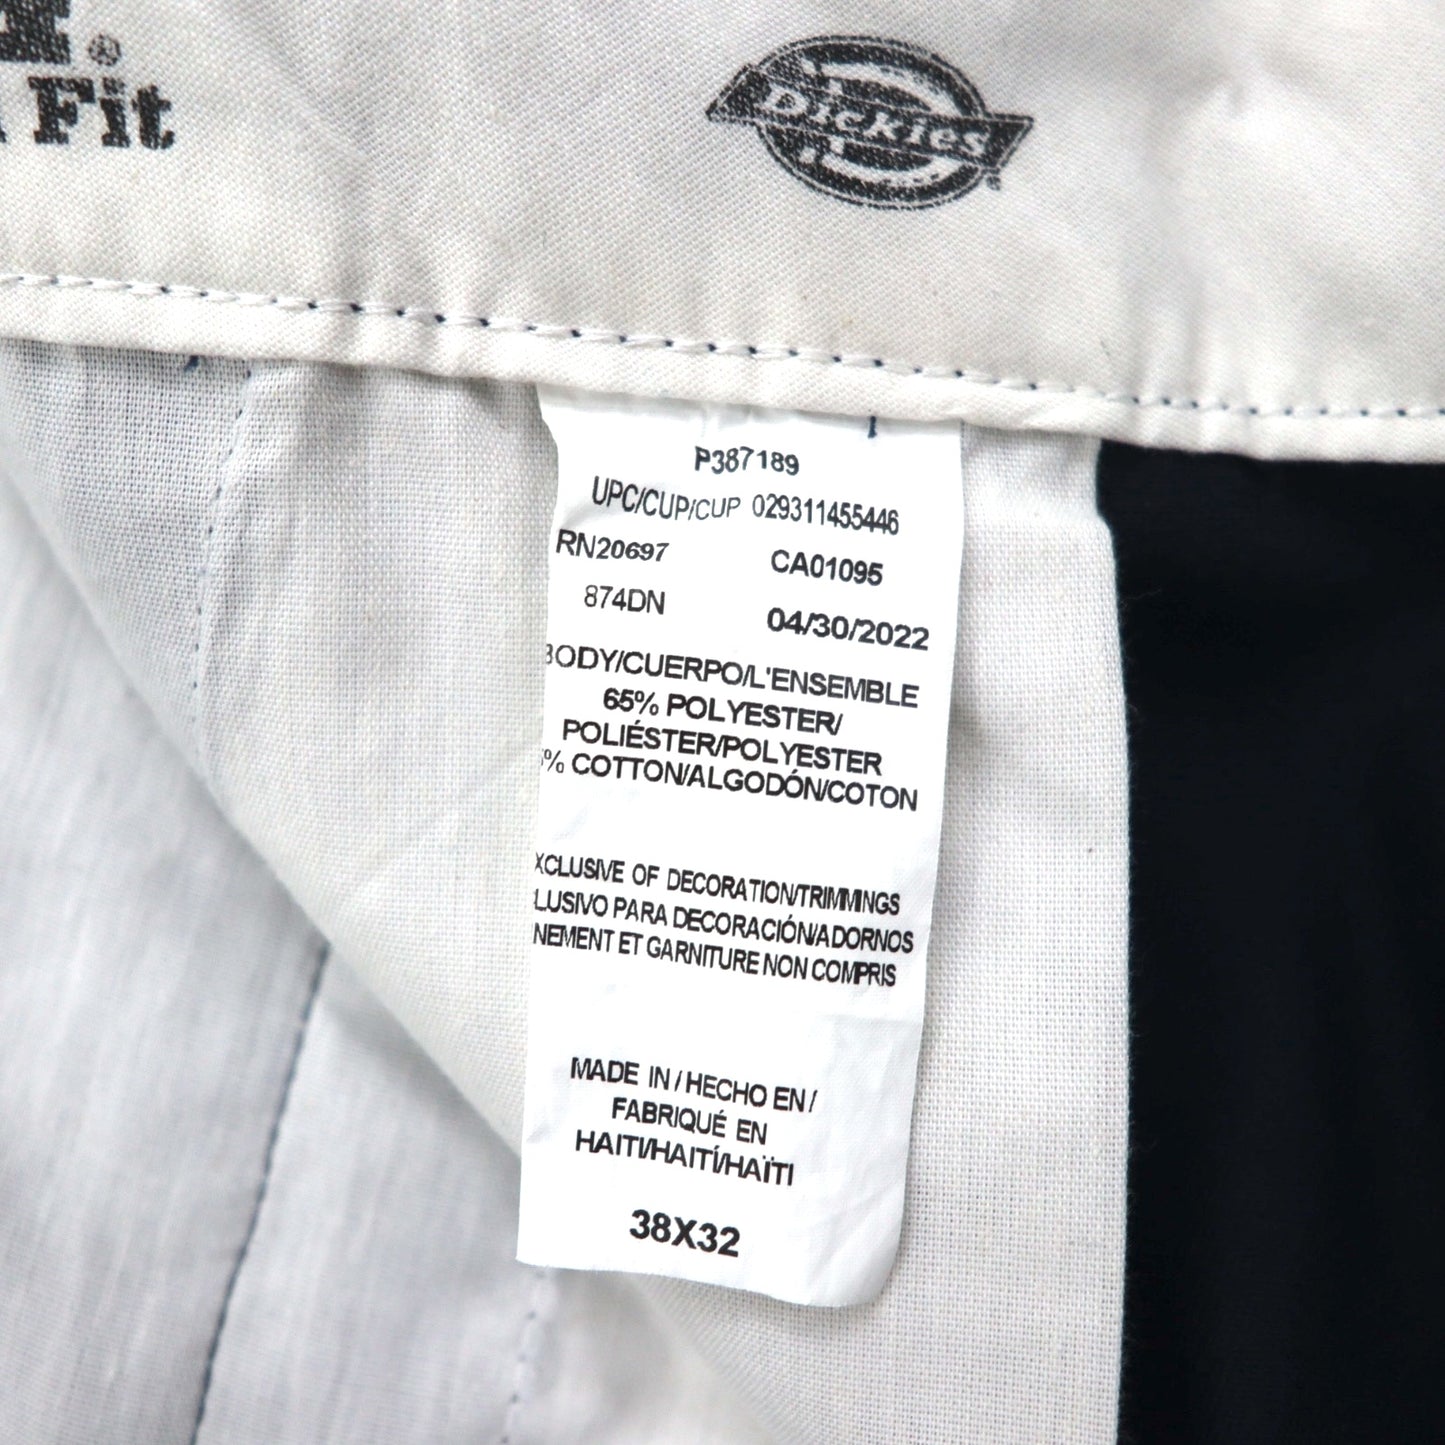 Fit
Dickies
®
P387189
UPC/CUP/CUP 029311455446
RN20697 CA01095
874DN 04/30/2022
BODY/CUERPO/L'ENSEMBLE
65% POLYESTER/
POLIÉSTER/POLYESTER
% COTTON/ALGODÓN/COTON
XCLUSIVE OF DECORATION/TRIMMINGS
LUSIVO PARA DECORACIÓN/ADORNOS
NEMENT ET GARNITURE NON COMPRIS
MADE IN / HECHO EN /
FABRIQUÉ EN
HAITI/HAITÍ/HAÏTI
38X32